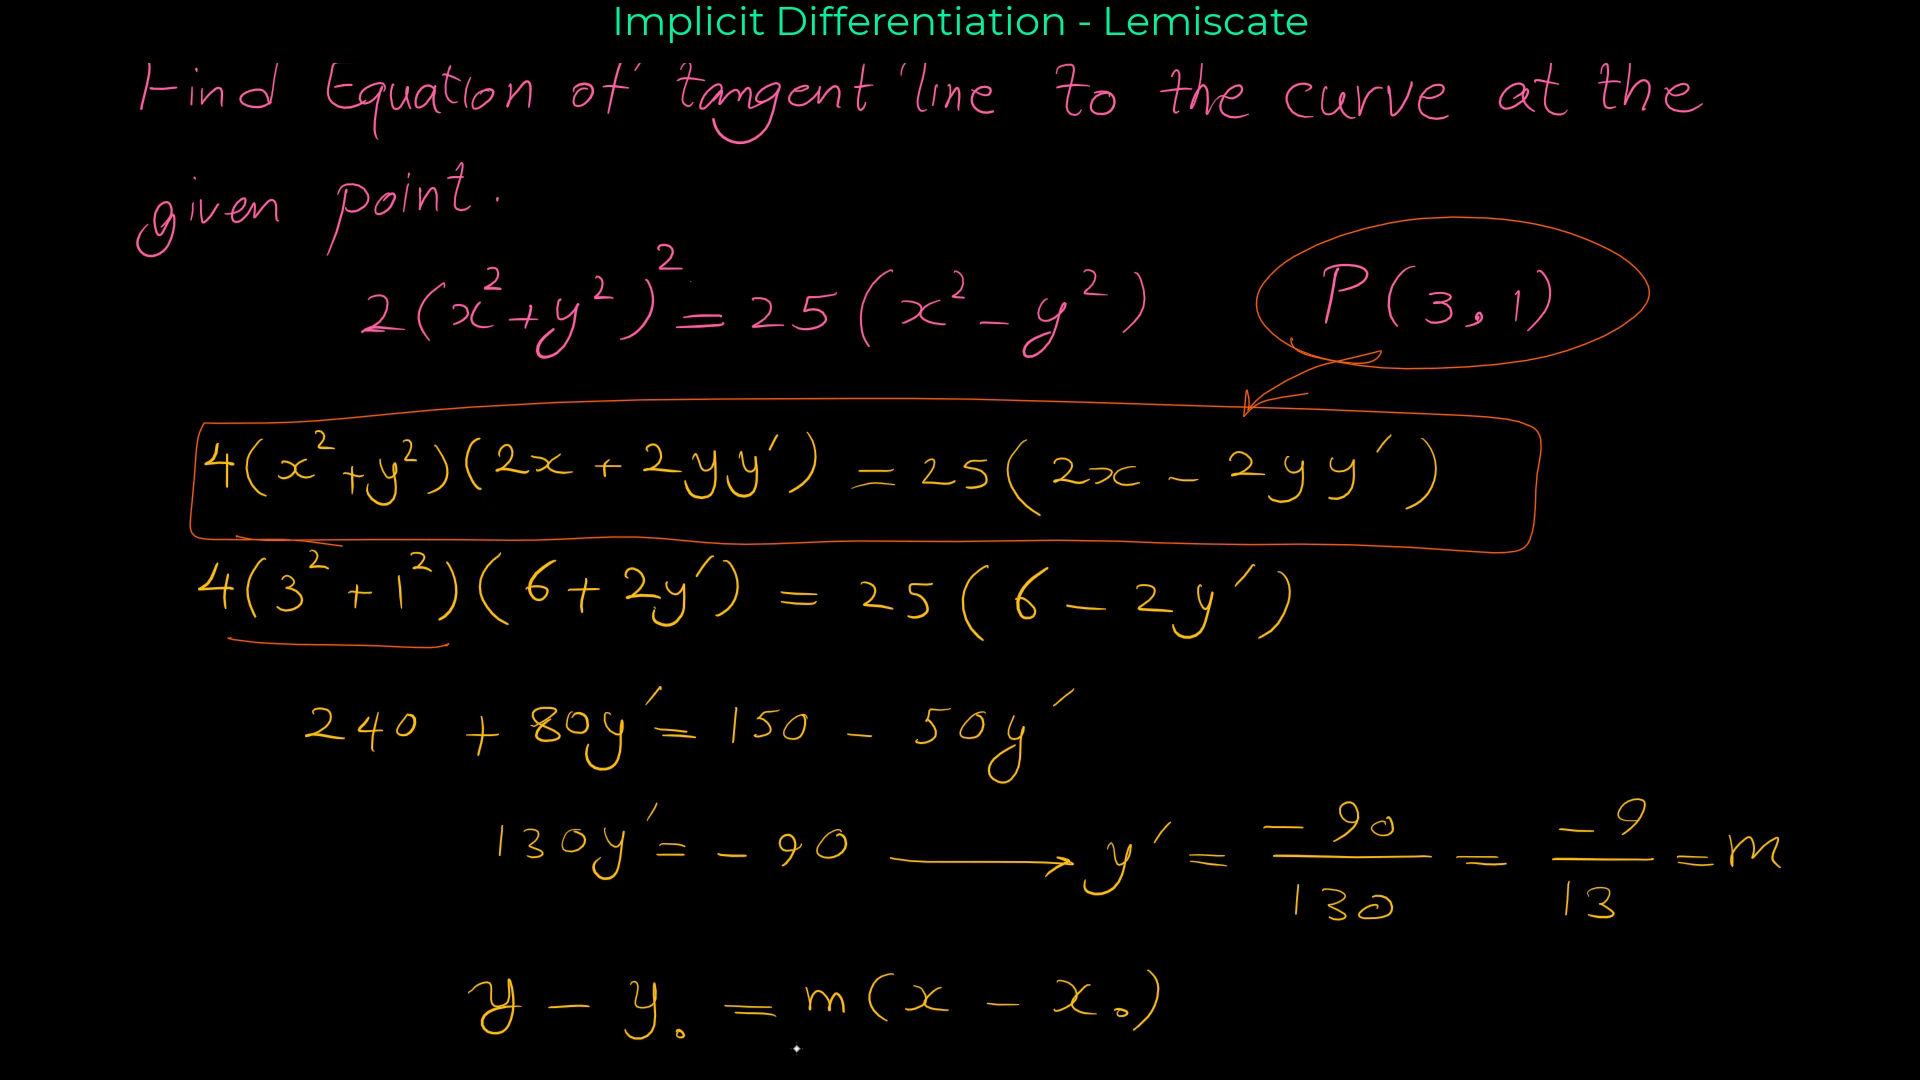 Implicit Differentiation - Lemiscate
Find Equation of tangent line to the curve at the
given point.
2(x²+y²)² = 25(x² - y²) P(3,1)
4(x²+y²)(2x + 2yy′) = 25(2x - 2yy′)
4(3² + 1²)(6 + 2y′) = 25(6 - 2y′)
240 + 80y′ = 150 - 50y′
130y′ = - 90 ⟶ y′ = -90/130 = -9/13 = m
y - y₀ = m(x - x₀)